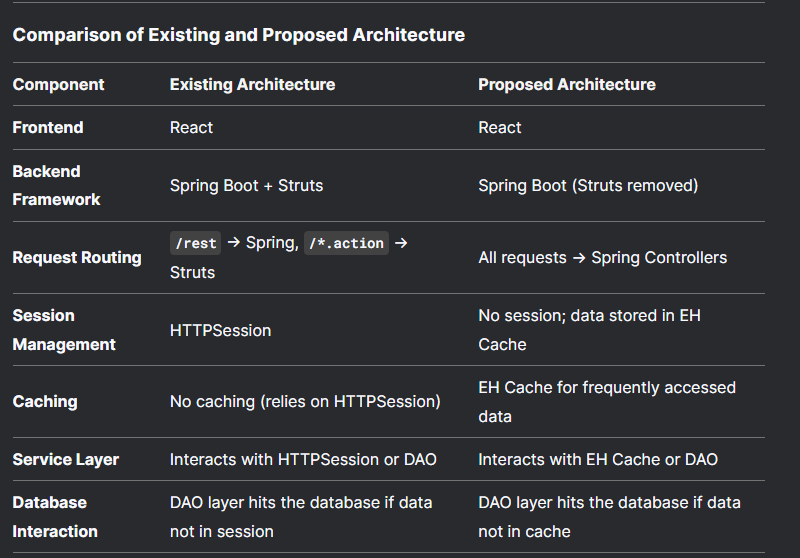 Comparison of Existing and Proposed Architecture
Component Existing Architecture Proposed Architecture
Frontend React React
Backend
Framework
Spring Boot + Struts
Spring Boot (Struts removed)
Request Routing
/rest → Spring, /*.action →
Struts
All requests → Spring Controllers
Session
Management
HTTPSession
No session; data stored in EH
Cache
Caching
No caching (relies on HTTPSession)
EH Cache for frequently accessed
data
Service Layer Interacts with HTTPSession or DAO Interacts with EH Cache or DAO
Database
Interaction
DAO layer hits the database if data
not in session
DAO layer hits the database if data
not in cache